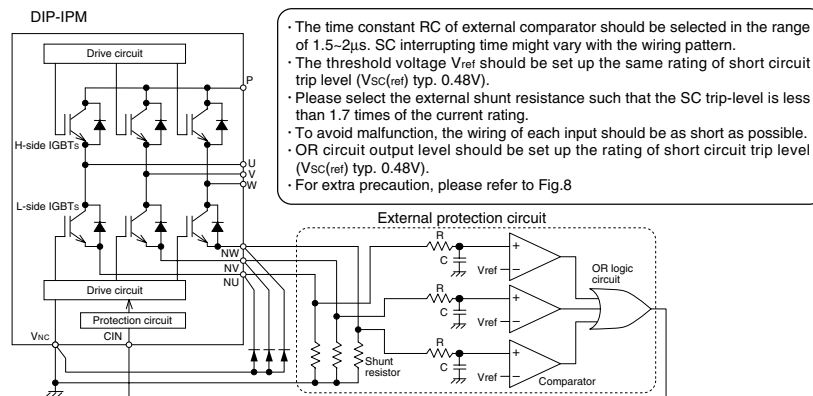 DIP-IPM
Drive circuit
P
H-side IGBTs
U
V
W
L-side IGBTs
NW
NV
NU
Drive circuit
Protection circuit
VNC
CIN
· The time constant RC of external comparator should be selected in the range
of 1.5~2μs. SC interrupting time might vary with the wiring pattern.
· The threshold voltage Vref should be set up the same rating of short circuit
trip level (VSC(ref) typ. 0.48V).
· Please select the external shunt resistance such that the SC trip-level is less
than 1.7 times of the current rating.
· To avoid malfunction, the wiring of each input should be as short as possible.
· OR circuit output level should be set up the rating of short circuit trip level
(VSC(ref) typ. 0.48V).
· For extra precaution, please refer to Fig.8
External protection circuit
R
C
Vref
+
−
OR logic
circuit
R
C
Vref
+
−
R
C
Vref
+
−
Shunt
resistor
Comparator